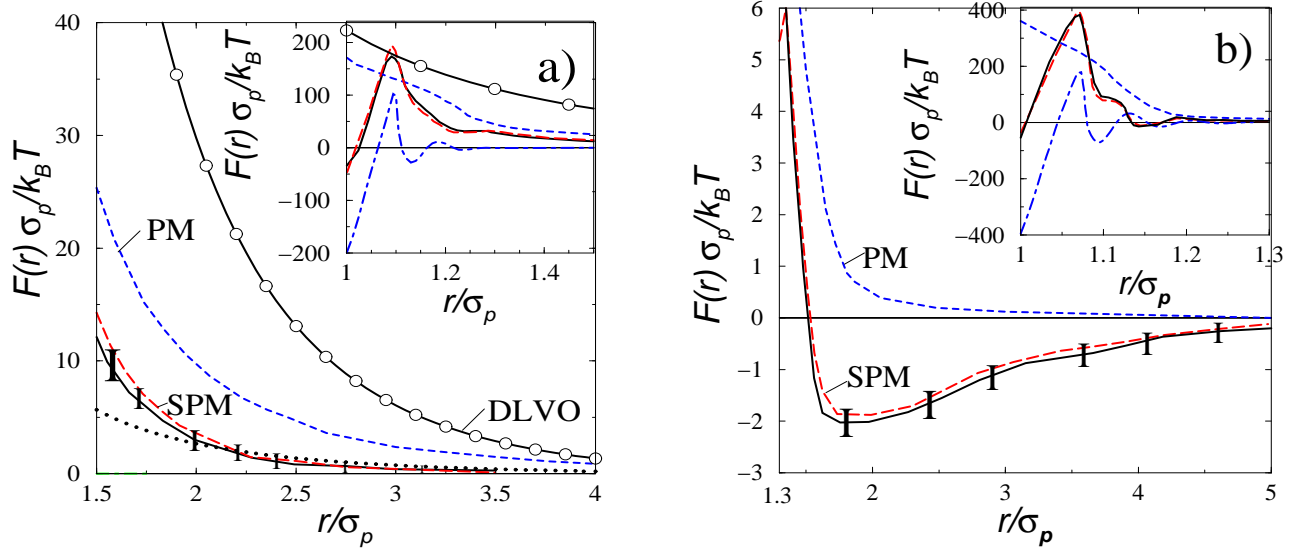 40
30
20
10
0
F(r) σp/kBT
1.5
2
2.5
3
3.5
4
r/σp
PM
SPM
DLVO
a)
200
100
0
−100
−200
F(r) σp/kBT
1
1.2
1.4
r/σp
6
5
4
3
2
1
0
−1
−2
−3
F(r) σp/kBT
1.3
2
3
4
5
r/σp
PM
SPM
b)
400
200
0
−200
−400
F(r) σp/kBT
1
1.1
1.2
1.3
r/σp